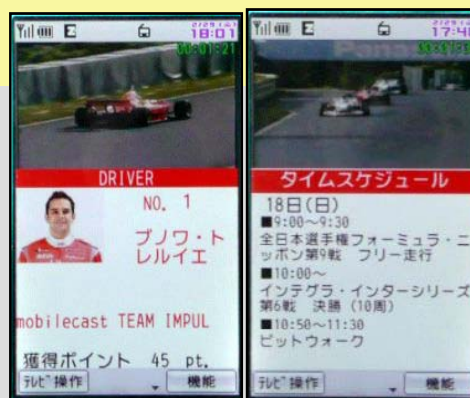 18:01
00:01:21
DRIVER
NO. 1
ブノワ・ト
レルイエ
mobilecast TEAM IMPUL
獲得ポイント 45 pt.
テレビ操作
機能
Panasonic
タイムスケジュール
18日(日)
■9:00〜9:30
全日本選手権フォーミュラ・ニ
ッポン第9戦 フリー走行
■10:00〜
インテグラ・インターシリーズ
第6戦 決勝(10周)
■10:50〜11:30
ピットウォーク
テレビ操作
機能